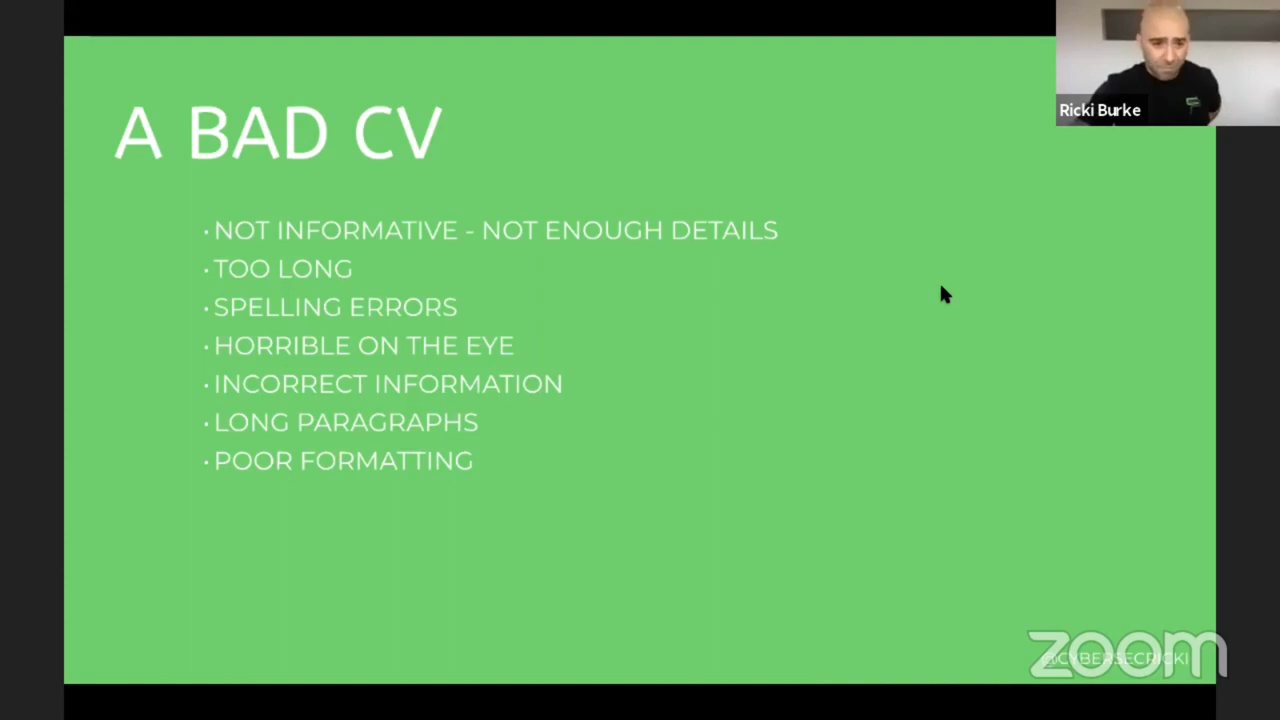 Ricki Burke
A BAD CV
· NOT INFORMATIVE - NOT ENOUGH DETAILS
· TOO LONG
· SPELLING ERRORS
· HORRIBLE ON THE EYE
· INCORRECT INFORMATION
· LONG PARAGRAPHS
· POOR FORMATTING
zoom
@CYBERSECRICKI